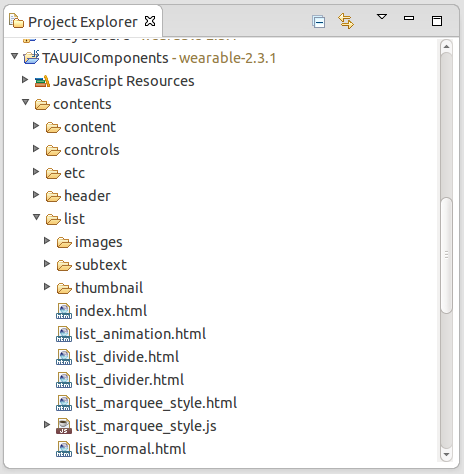 Project Explorer
TAUUIComponents - wearable-2.3.1
JavaScript Resources
contents
content
controls
etc
header
list
images
subtext
thumbnail
index.html
list_animation.html
list_divide.html
list_divider.html
list_marquee_style.html
list_marquee_style.js
list_normal.html